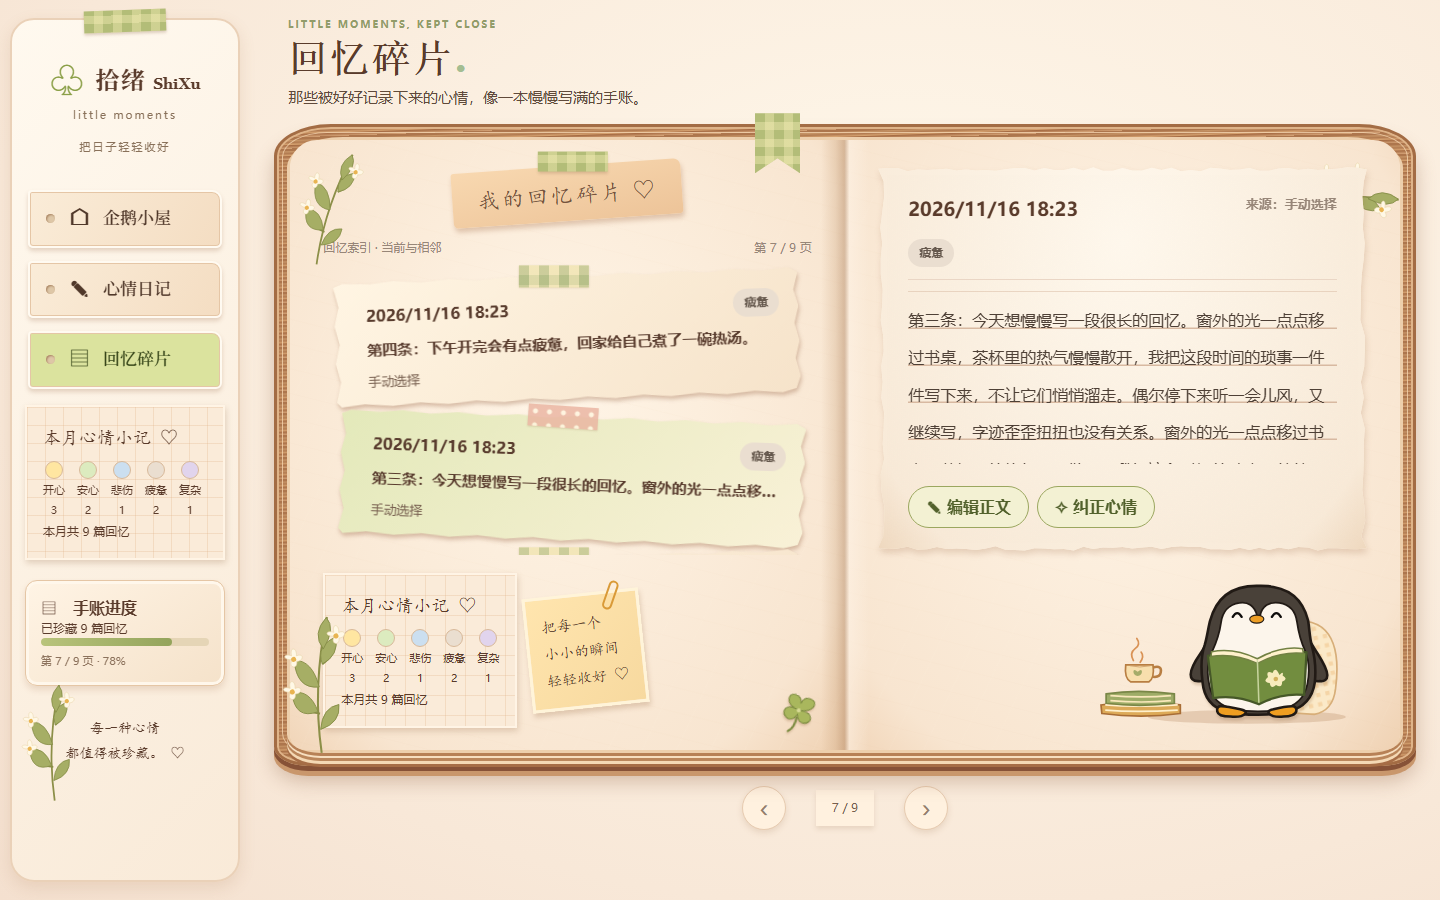 拾绪 ShiXu
little moments
把日子轻轻收好
企鹅小屋
心情日记
回忆碎片
本月心情小记 ♡
开心 安心 悲伤 疲惫 复杂
3 2 1 2 1
本月共 9 篇回忆
手账进度
已珍藏 9 篇回忆
第 7 / 9 页 · 78%
每一种心情
都值得被珍藏。 ♡
LITTLE MOMENTS, KEPT CLOSE
回忆碎片.
那些被好好记录下来的心情，像一本慢慢写满的手账。
我的回忆碎片 ♡
回忆索引 · 当前与相邻
第 7 / 9 页
2026/11/16 18:23
疲惫
第四条：下午开完会有点疲惫，回家给自己煮了一碗热汤。
手动选择
2026/11/16 18:23
疲惫
第三条：今天想慢慢写一段很长的回忆。窗外的光一点点移...
手动选择
本月心情小记 ♡
开心 安心 悲伤 疲惫 复杂
3 2 1 2 1
本月共 9 篇回忆
把每一个
小小的瞬间
轻轻收好 ♡
2026/11/16 18:23
来源：手动选择
疲惫
第三条：今天想慢慢写一段很长的回忆。窗外的光一点点移
过书桌，茶杯里的热气慢慢散开，我把这段时间的琐事一件
件写下来，不让它们悄悄溜走。偶尔停下来听一会儿风，又
继续写，字迹歪歪扭扭也没有关系。窗外的光一点点移过书
编辑正文
纠正心情
‹
7 / 9
›